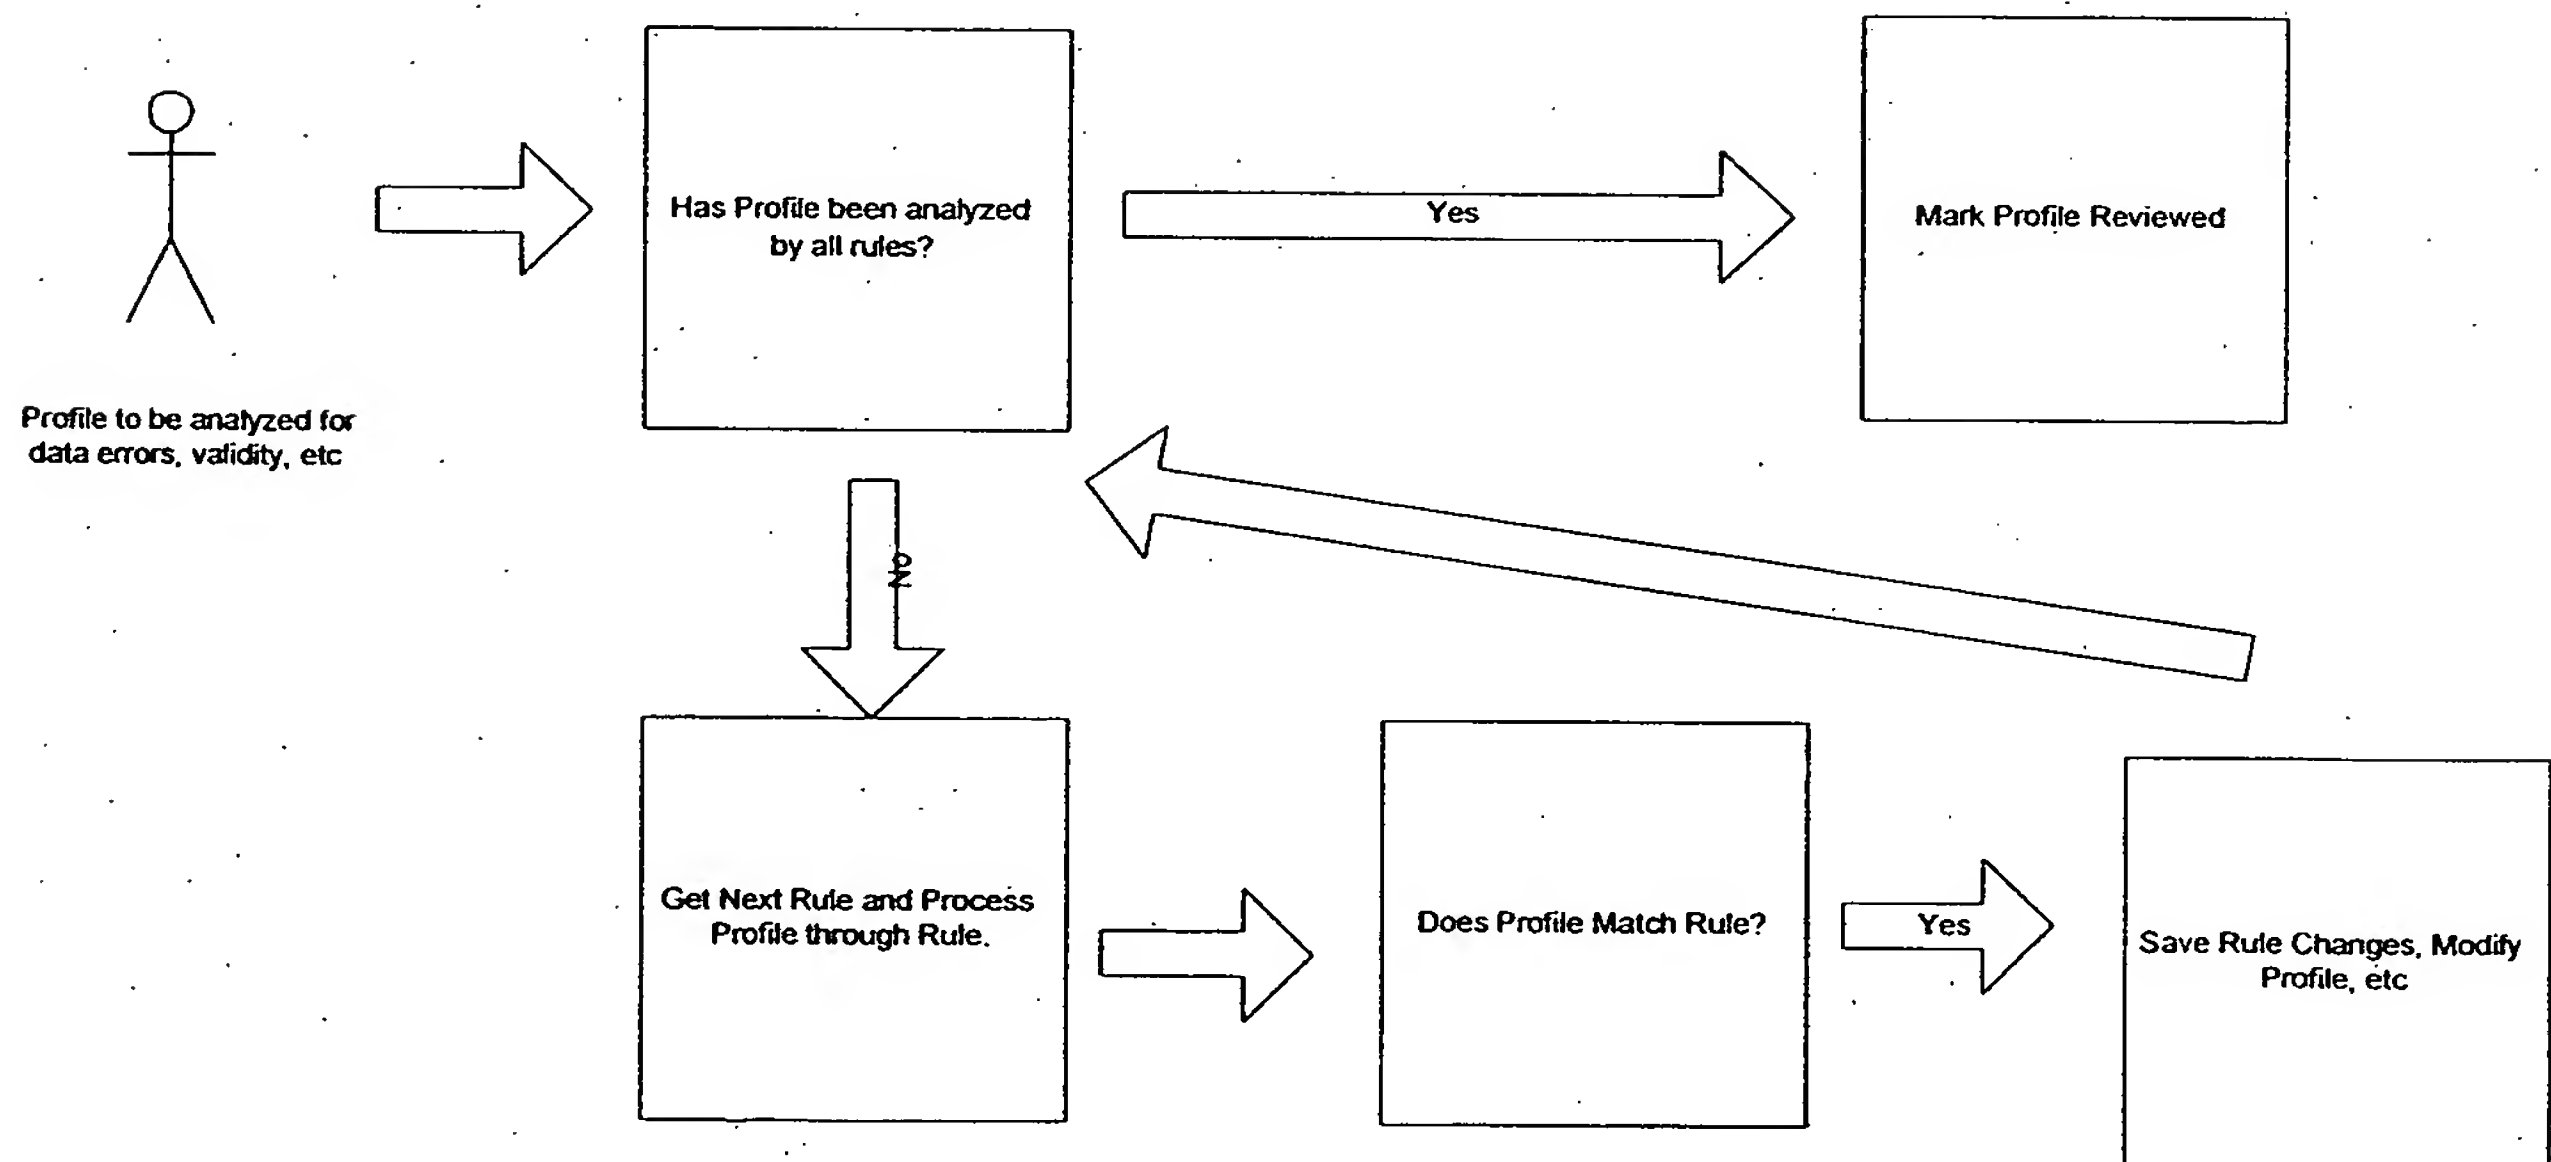 Has Profile been analyzed
by all rules?
Yes
Mark Profile Reviewed
Profile to be analyzed for
data errors, validity, etc
No
Get Next Rule and Process
Profile through Rule.
Does Profile Match Rule?
Yes
Save Rule Changes, Modify
Profile, etc